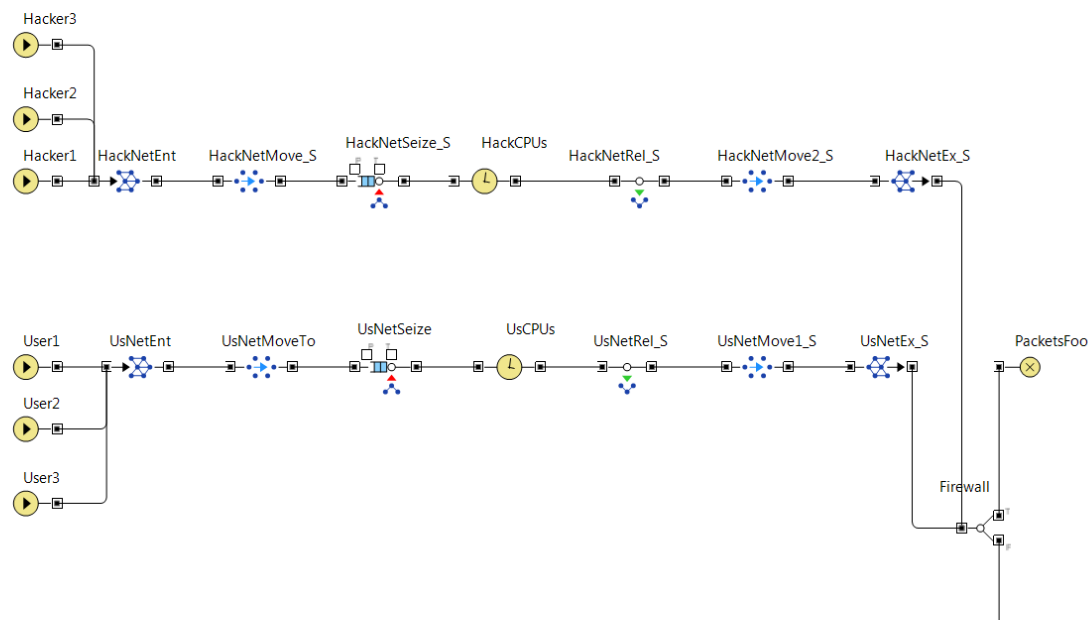 Hacker3
Hacker2
Hacker1
HackNetEnt
HackNetMove_S
HackNetSeize_S
HackCPUs
HackNetRel_S
HackNetMove2_S
HackNetEx_S
P T
User1
UsNetEnt
UsNetMoveTo
UsNetSeize
UsCPUs
UsNetRel_S
UsNetMove1_S
UsNetEx_S
PacketsFoo
P T
User2
User3
Firewall
T
F